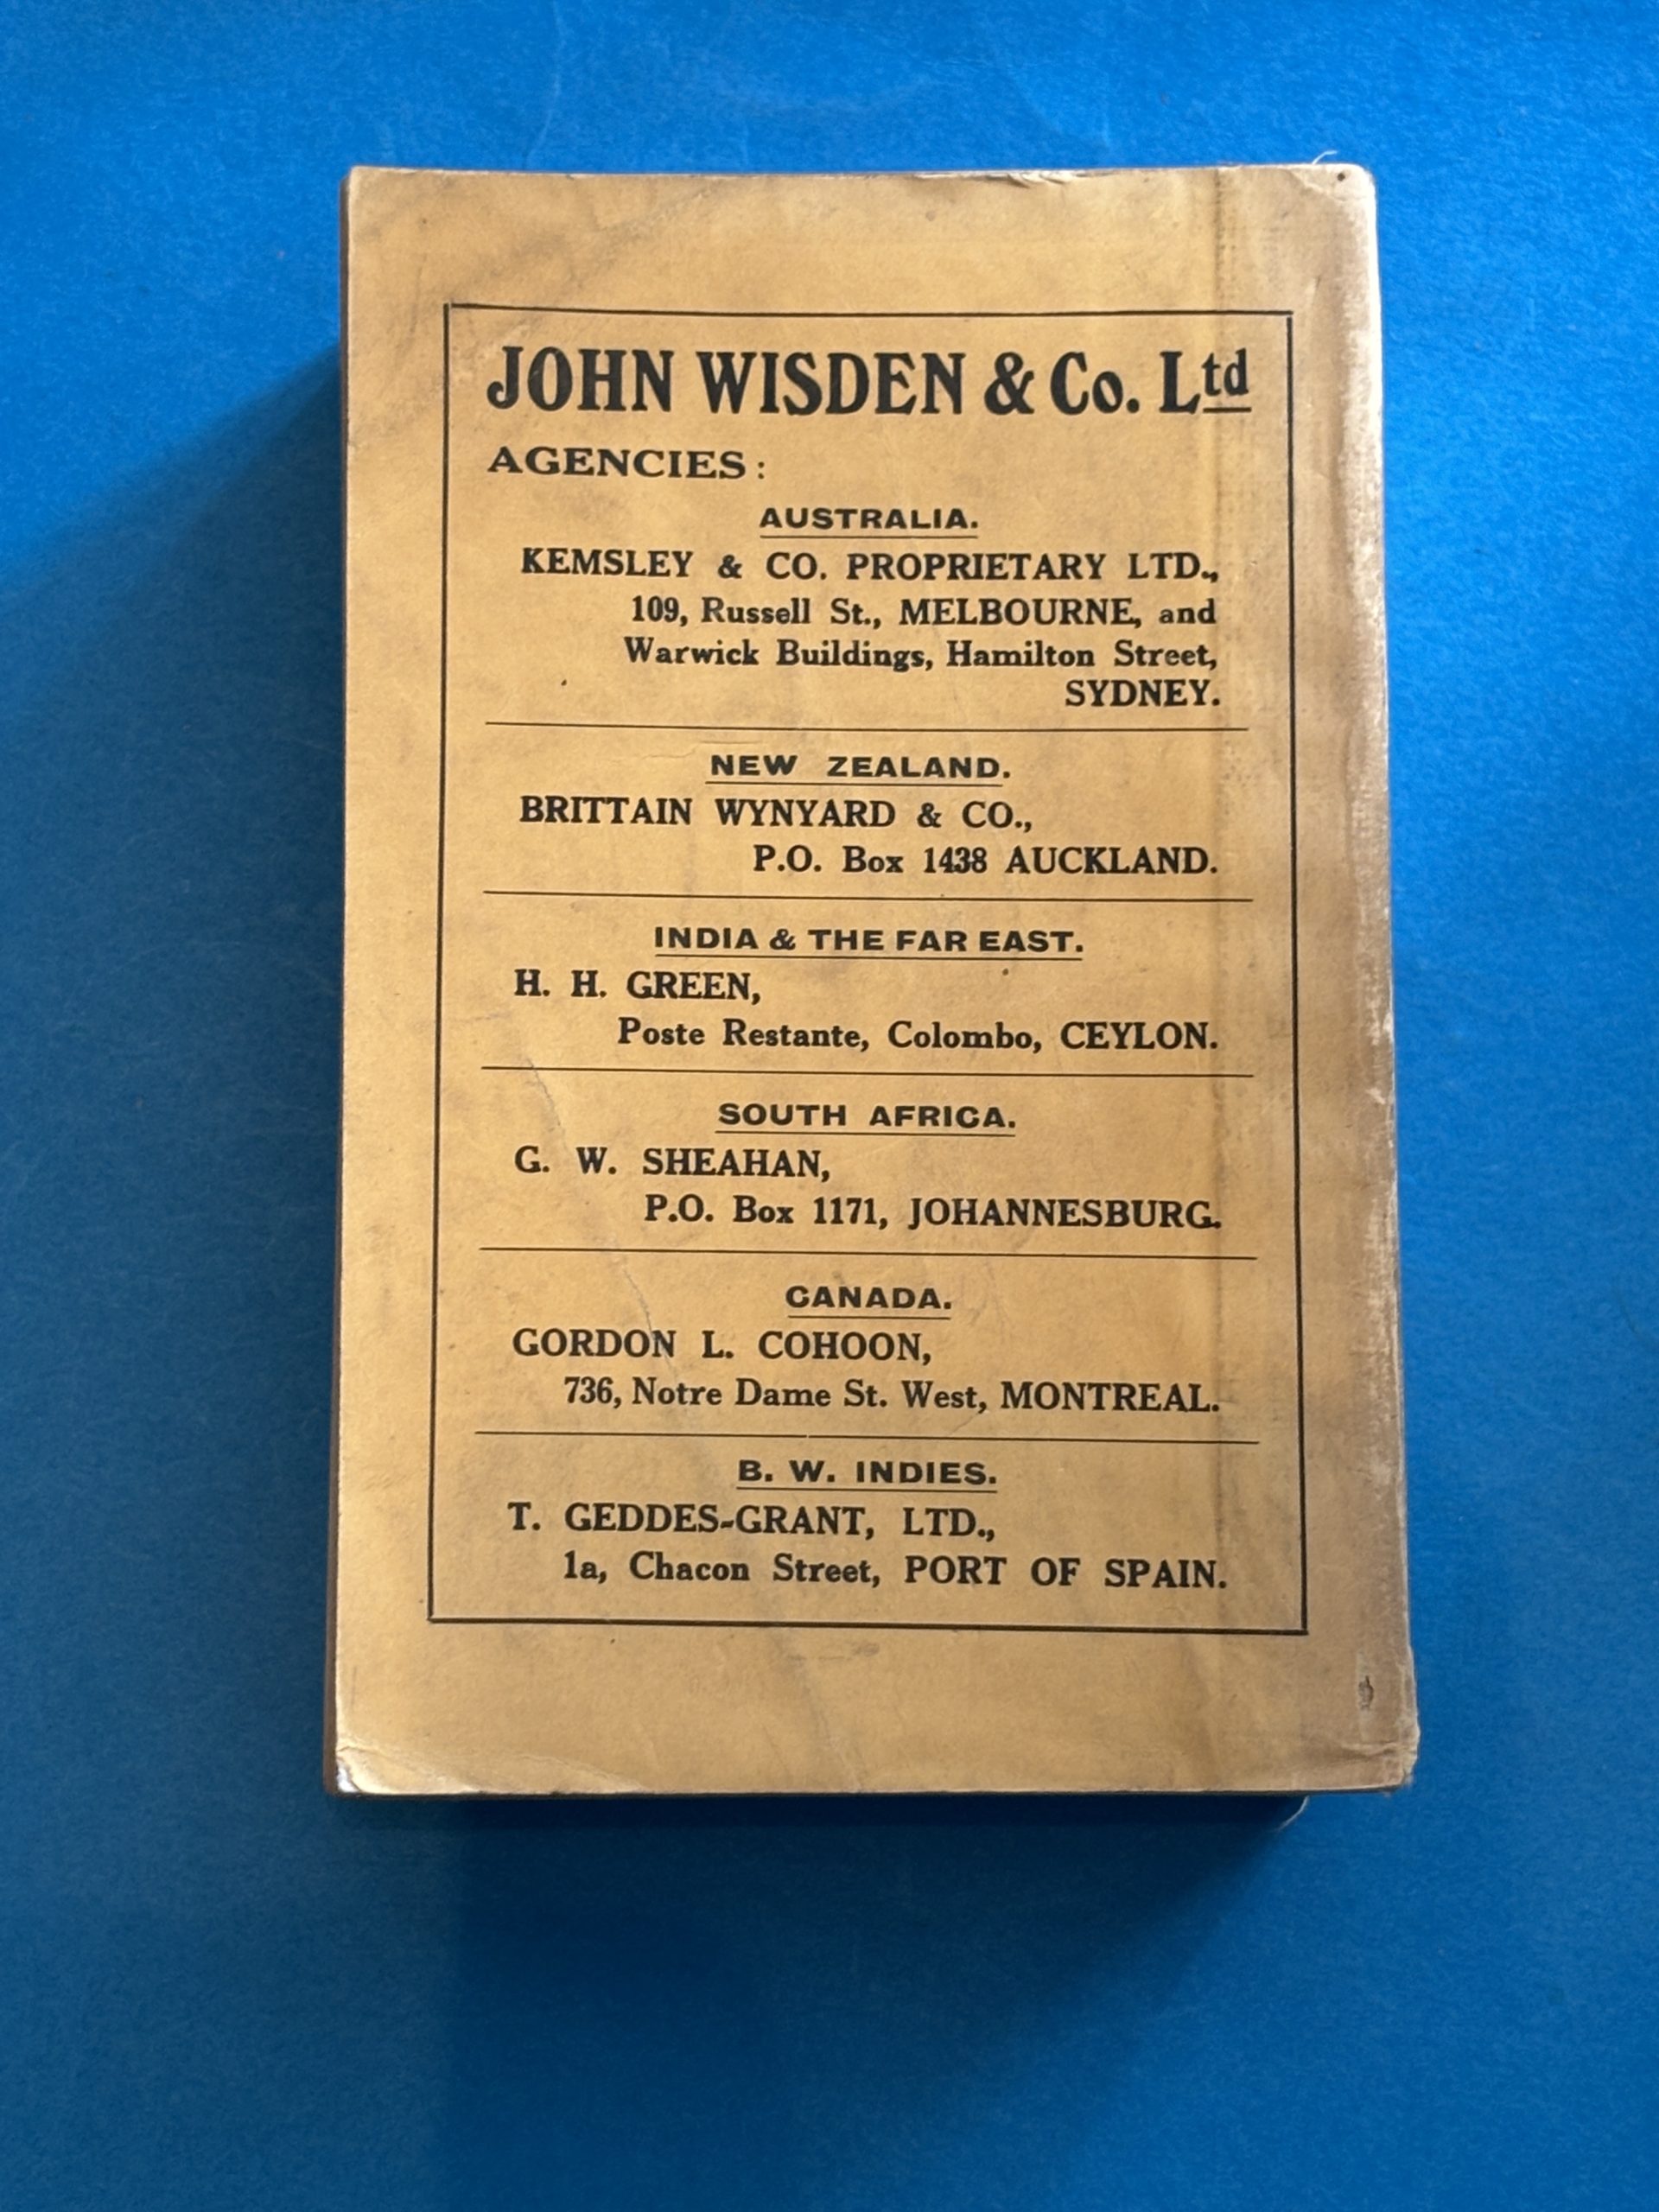 JOHN WISDEN & Co. Ltd
AGENCIES:
AUSTRALIA.
KEMSLEY & CO. PROPRIETARY LTD.,
109, Russell St., MELBOURNE, and
Warwick Buildings, Hamilton Street,
SYDNEY.
NEW ZEALAND.
BRITTAIN WYNYARD & CO.,
P.O. Box 1438 AUCKLAND.
INDIA & THE FAR EAST.
H. H. GREEN,
Poste Restante, Colombo, CEYLON.
SOUTH AFRICA.
G. W. SHEAHAN,
P.O. Box 1171, JOHANNESBURG.
CANADA.
GORDON L. COHOON,
736, Notre Dame St. West, MONTREAL.
B. W. INDIES.
T. GEDDES-GRANT, LTD.,
1a, Chacon Street, PORT OF SPAIN.